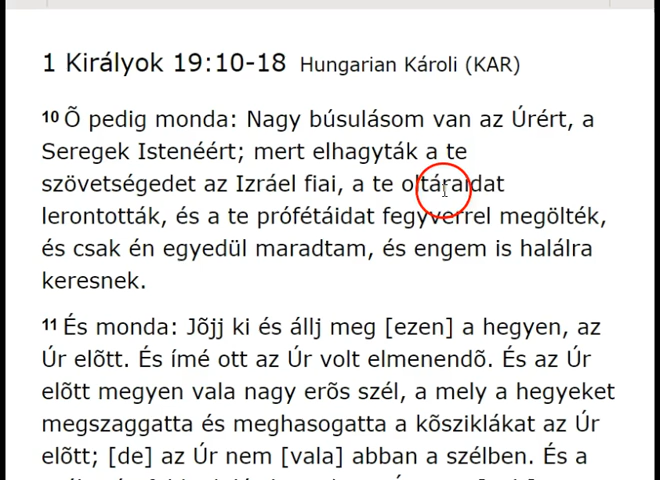 1 Királyok 19:10-18 Hungarian Károli (KAR)
10 Õ pedig monda: Nagy búsulásom van az Úrért, a
Seregek Istenéért; mert elhagyták a te
szövetségedet az Izráel fiai, a te oltáraidat
lerontották, és a te prófétáidat fegyverrel megölték,
és csak én egyedül maradtam, és engem is halálra
keresnek.
11 És monda: Jõjj ki és állj meg [ezen] a hegyen, az
Úr elõtt. És ímé ott az Úr volt elmenendõ. És az Úr
elõtt megyen vala nagy erõs szél, a mely a hegyeket
megszaggatta és meghasogatta a kõsziklákat az Úr
elõtt; [de] az Úr nem [vala] abban a szélben. És a